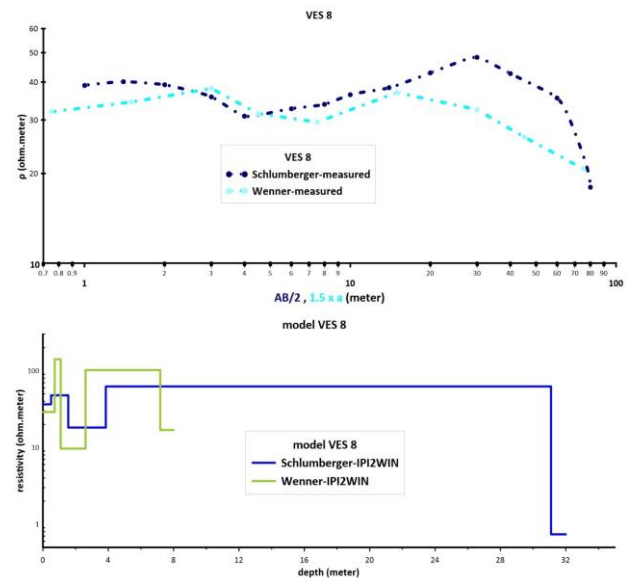 VES 8
60
50
40
30
20
10
ρ (ohm.meter)
VES 8
Schlumberger-measured
Wenner-measured
0.7 0.8 0.9 2 3 4 5 6 7 8 9 20 30 40 50 60 70 80 90
1 10 100
AB/2 , 1.5 x a (meter)
model VES 8
100
10
1
resistivity (ohm.meter)
model VES 8
Schlumberger-IPI2WIN
Wenner-IPI2WIN
0 4 8 12 16 20 24 28 32
depth (meter)